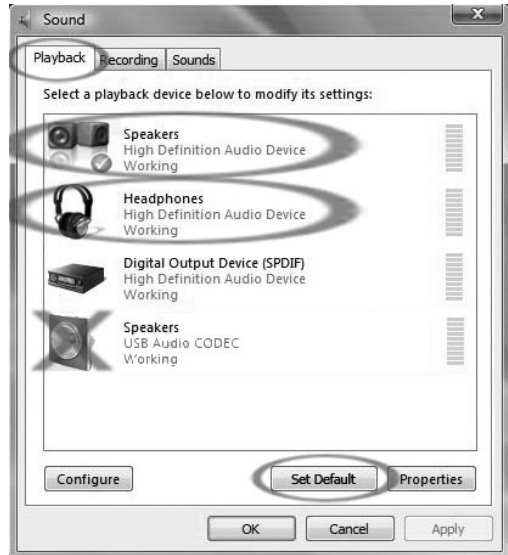 Sound
Playback Recording Sounds
Select a playback device below to modify its settings:
Speakers
High Definition Audio Device
Working
Headphones
High Definition Audio Device
Working
Digital Output Device (SPDIF)
High Definition Audio Device
Working
Speakers
USB Audio CODEC
Working
Configure Set Default Properties
OK Cancel Apply